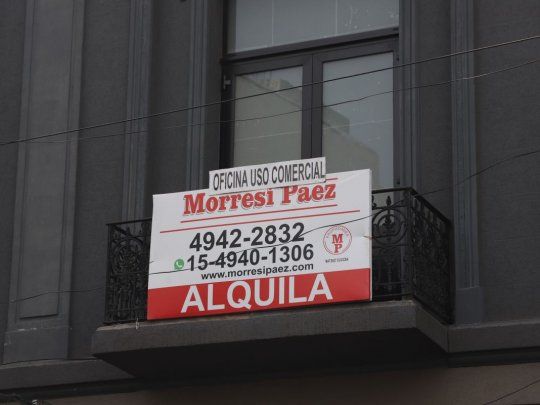 OFICINA USO COMERCIAL
Morresi Paez
4942-2832
15-4940-1306
www.morresipaez.com
MP
ALQUILA